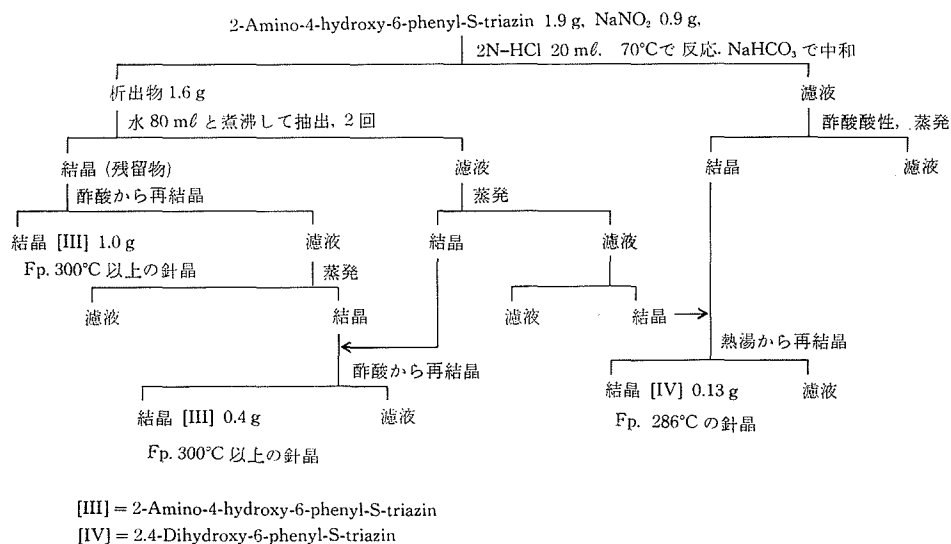 2-Amino-4-hydroxy-6-phenyl-S-triazin 1.9 g, NaNO₂ 0.9 g,
2N-HCl 20 mℓ. 70°Cで反応. NaHCO₃で中和
析出物 1.6 g
濾液
水 80 mℓ と煮沸して抽出, 2 回
酢酸酸性, 蒸発
結晶 (残留物)
濾液
結晶
濾液
酢酸から再結晶
蒸発
結晶 [III] 1.0 g
濾液
結晶
濾液
Fp. 300°C 以上の針晶
蒸発
濾液
結晶
濾液
結晶
熱湯から再結晶
酢酸から再結晶
結晶 [III] 0.4 g
濾液
結晶 [IV] 0.13 g
濾液
Fp. 300°C 以上の針晶
Fp. 286°C の針晶
[III] = 2-Amino-4-hydroxy-6-phenyl-S-triazin
[IV] = 2.4-Dihydroxy-6-phenyl-S-triazin